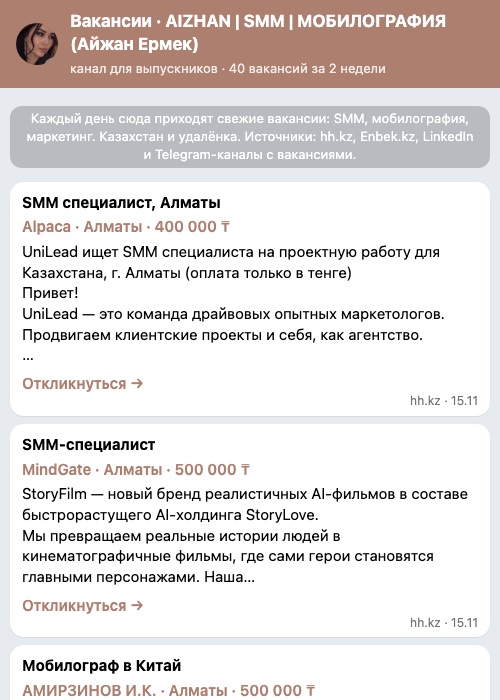 Вакансии · AIZHAN | SMM | МОБИЛОГРАФИЯ
(Айжан Ермек)
канал для выпускников · 40 вакансий за 2 недели
Каждый день сюда приходят свежие вакансии: SMM, мобилография,
маркетинг. Казахстан и удалёнка. Источники: hh.kz, Enbek.kz, LinkedIn
и Telegram-каналы с вакансиями.
SMM специалист, Алматы
Alpaca · Алматы · 400 000 ₸
UniLead ищет SMM специалиста на проектную работу для
Казахстана, г. Алматы (оплата только в тенге)
Привет!
UniLead — это команда драйвовых опытных маркетологов.
Продвигаем клиентские проекты и себя, как агентство.
...
Откликнуться →
hh.kz · 15.11
SMM-специалист
MindGate · Алматы · 500 000 ₸
StoryFilm — новый бренд реалистичных AI-фильмов в составе
быстрорастущего AI-холдинга StoryLove.
Мы превращаем реальные истории людей в
кинематографичные фильмы, где сами герои становятся
главными персонажами. Наша...
Откликнуться →
hh.kz · 15.11
Мобилограф в Китай
АМИРЗИНОВ И.К. · Алматы · 500 000 ₸